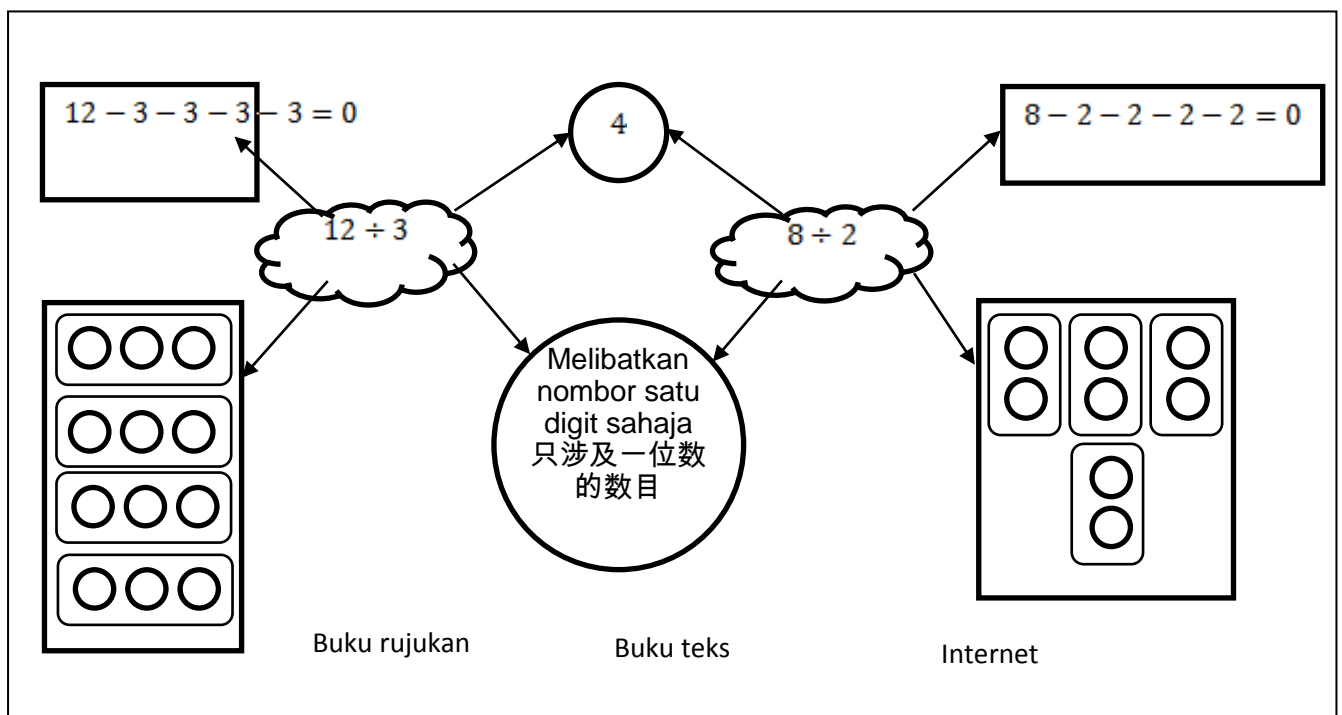 12 − 3 − 3 − 3 − 3 = 0
4
8 − 2 − 2 − 2 − 2 = 0
12 ÷ 3
8 ÷ 2
Melibatkan
nombor satu
digit sahaja
只涉及一位数
的数目
Buku rujukan
Buku teks
Internet